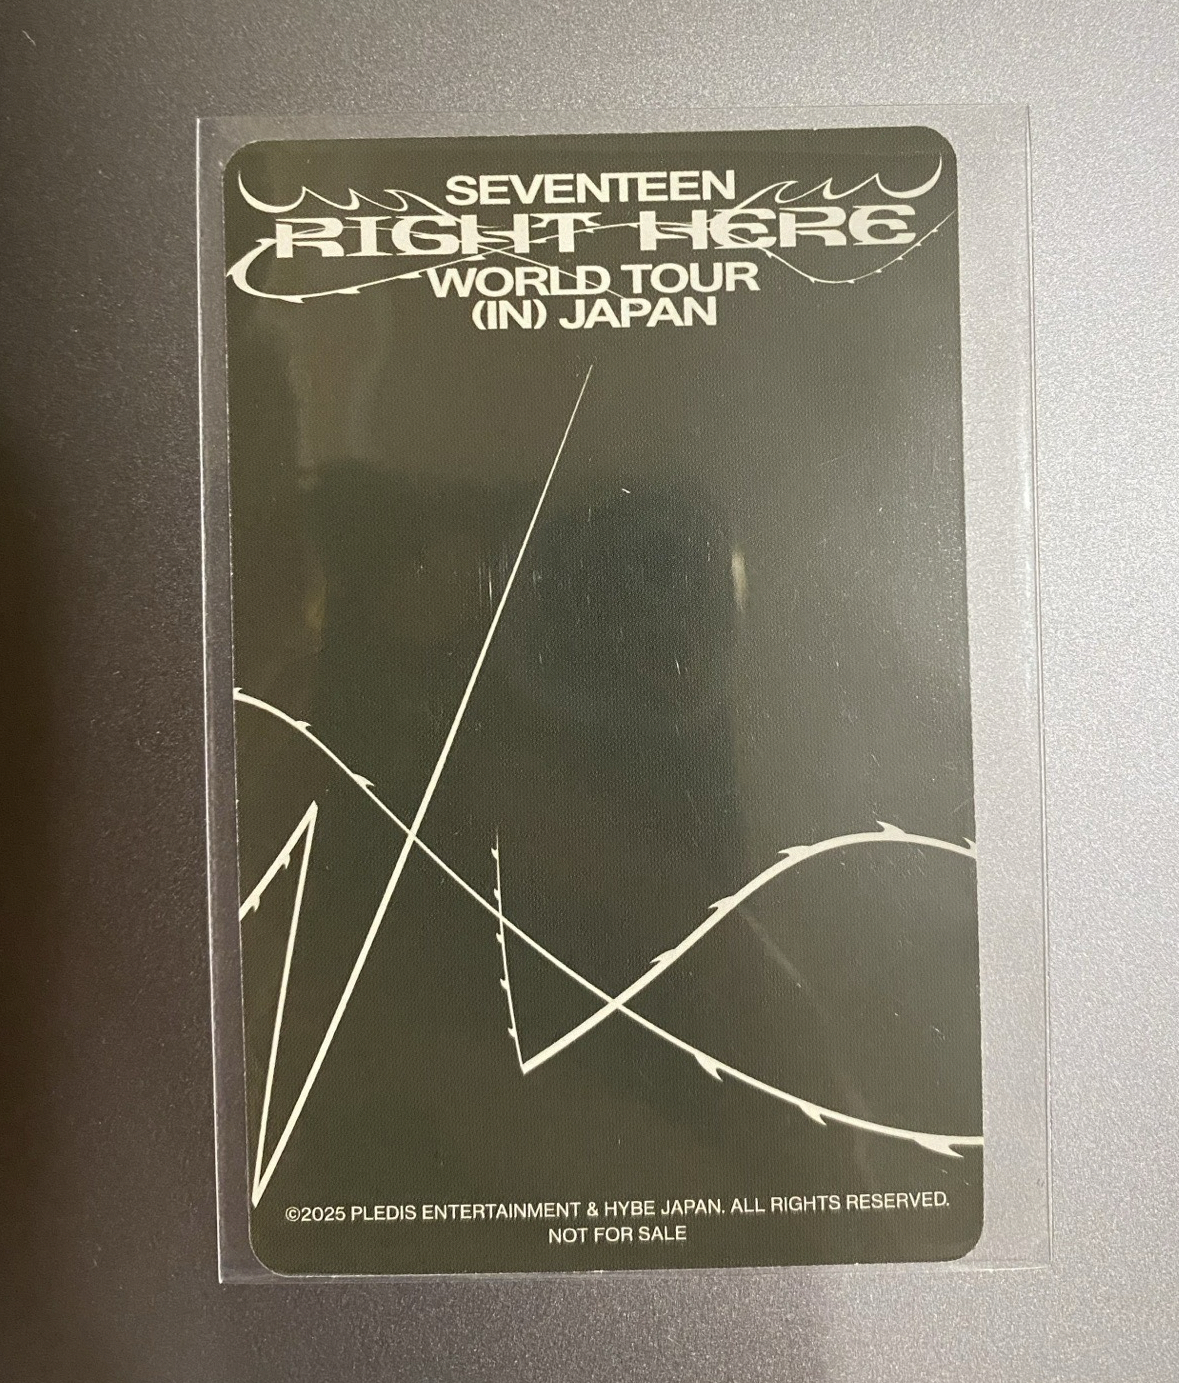 SEVENTEEN
RIGHT HERE
WORLD TOUR
(IN) JAPAN
©2025 PLEDIS ENTERTAINMENT & HYBE JAPAN. ALL RIGHTS RESERVED.
NOT FOR SALE